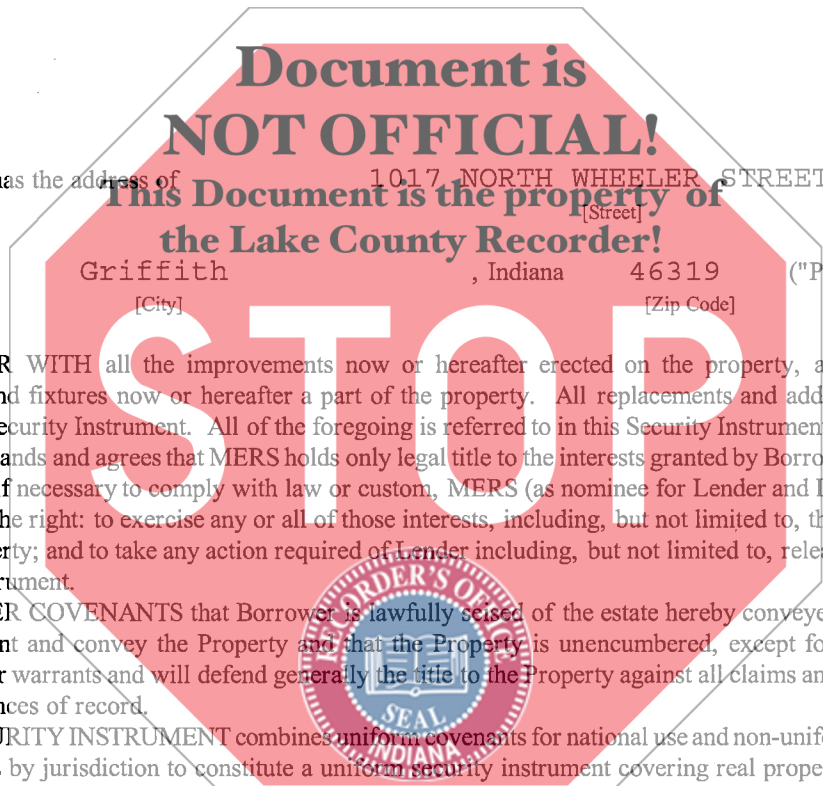 Document is
NOT OFFICIAL!
has the address of 1017 NORTH WHEELER STREET
This Document is the property of
[Street]
the Lake County Recorder!
Griffith , Indiana 46319 ("P
[City] [Zip Code]
STOP
R WITH all the improvements now or hereafter erected on the property, a
nd fixtures now or hereafter a part of the property. All replacements and add
ecurity Instrument. All of the foregoing is referred to in this Security Instrument
ands and agrees that MERS holds only legal title to the interests granted by Borro
if necessary to comply with law or custom, MERS (as nominee for Lender and L
he right: to exercise any or all of those interests, including, but not limited to, th
erty; and to take any action required of Lender including, but not limited to, relea
rument.
ER COVENANTS that Borrower is lawfully seised of the estate hereby conveye
nt and convey the Property and that the Property is unencumbered, except fo
r warrants and will defend generally the title to the Property against all claims an
nces of record.
URITY INSTRUMENT combines uniform covenants for national use and non-unifo
s by jurisdiction to constitute a uniform security instrument covering real prope
RECORDER'S OFFICE
SEAL
INDIANA